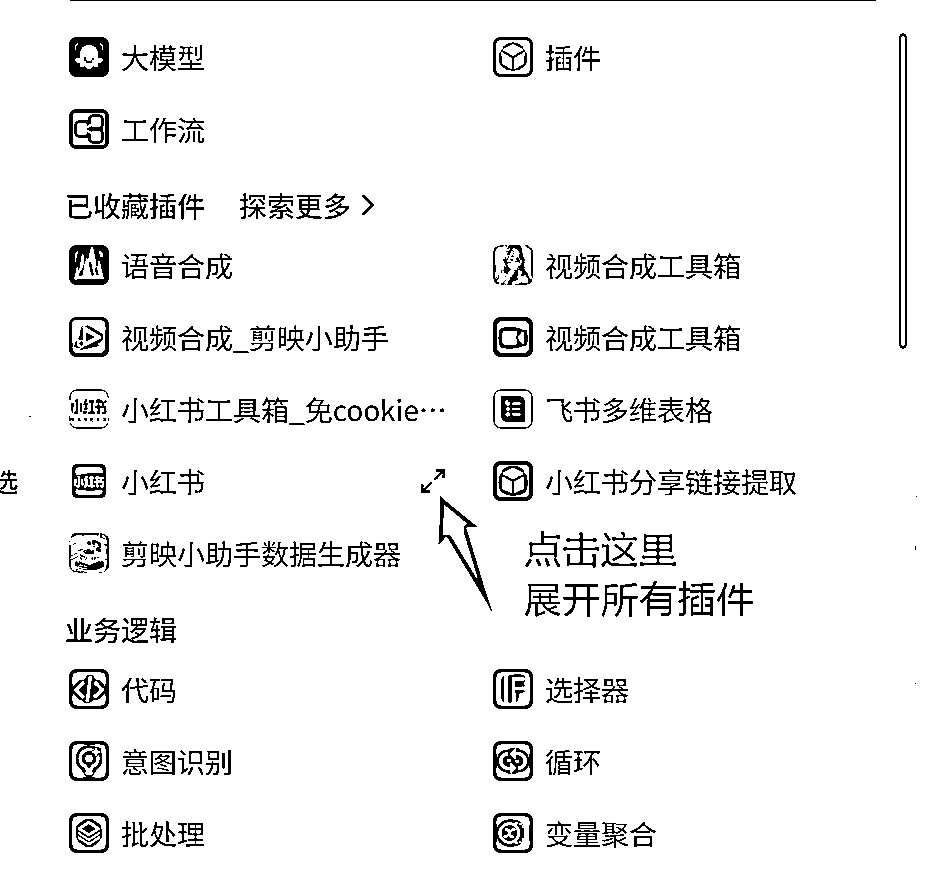 大模型
插件
工作流
已收藏插件 探索更多 >
语音合成
视频合成工具箱
视频合成_剪映小助手
视频合成工具箱
小红书工具箱_免cookie…
飞书多维表格
选
小红书
小红书分享链接提取
点击这里
展开所有插件
剪映小助手数据生成器
业务逻辑
代码
IF
选择器
意图识别
循环
批处理
变量聚合